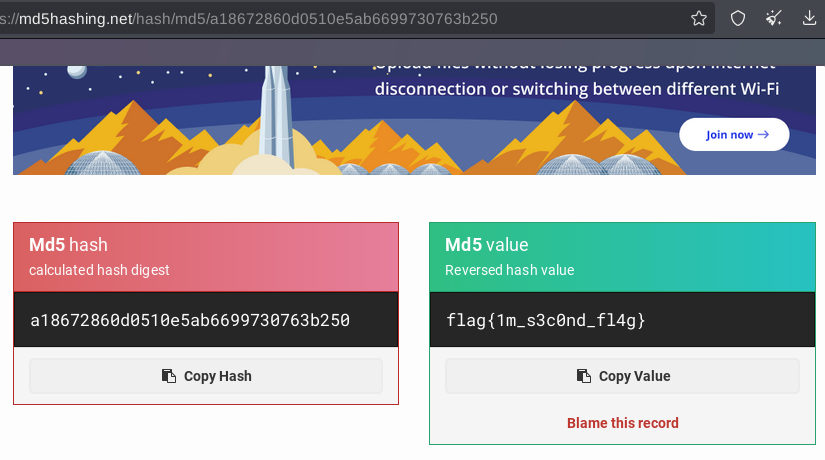 s://md5hashing.net/hash/md5/a18672860d0510e5ab6699730763b250
Upload files without losing progress upon internet
disconnection or switching between different Wi-Fi
Join now →
Md5 hash
calculated hash digest
a18672860d0510e5ab6699730763b250
Copy Hash
Md5 value
Reversed hash value
flag{1m_s3c0nd_fl4g}
Copy Value
Blame this record